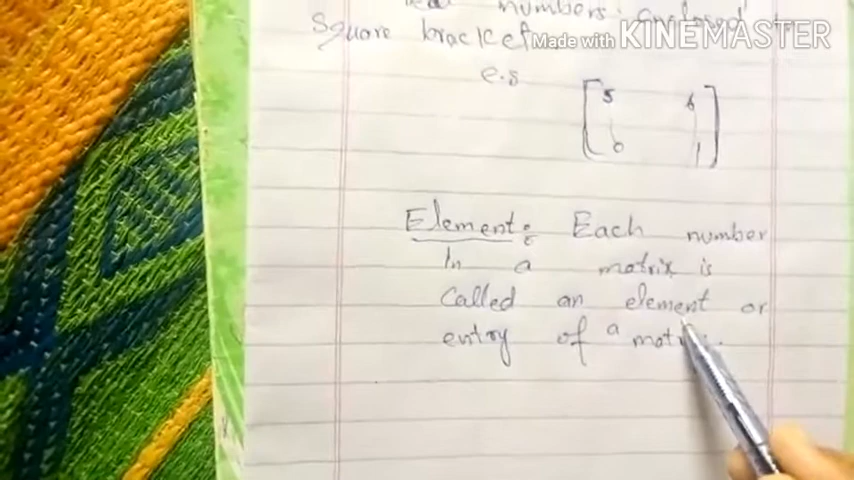 numbers enclosed
Square bracket
Made with KINEMASTER
e.g
5 6
0 1
Element: Each number
In a matrix is
Called an element or
entry of a matrix.